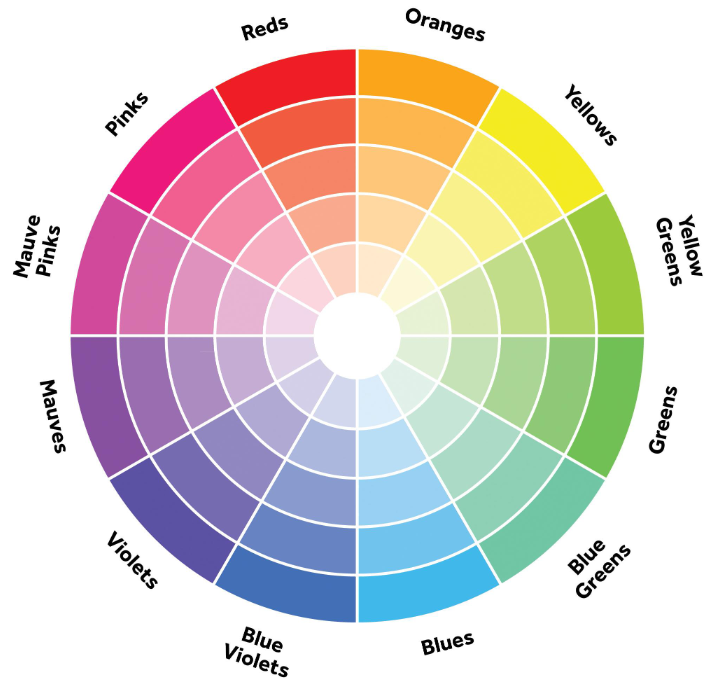 Reds
Oranges
Yellows
Yellow
Greens
Greens
Blue
Greens
Blues
Blue
Violets
Violets
Mauves
Mauve
Pinks
Pinks